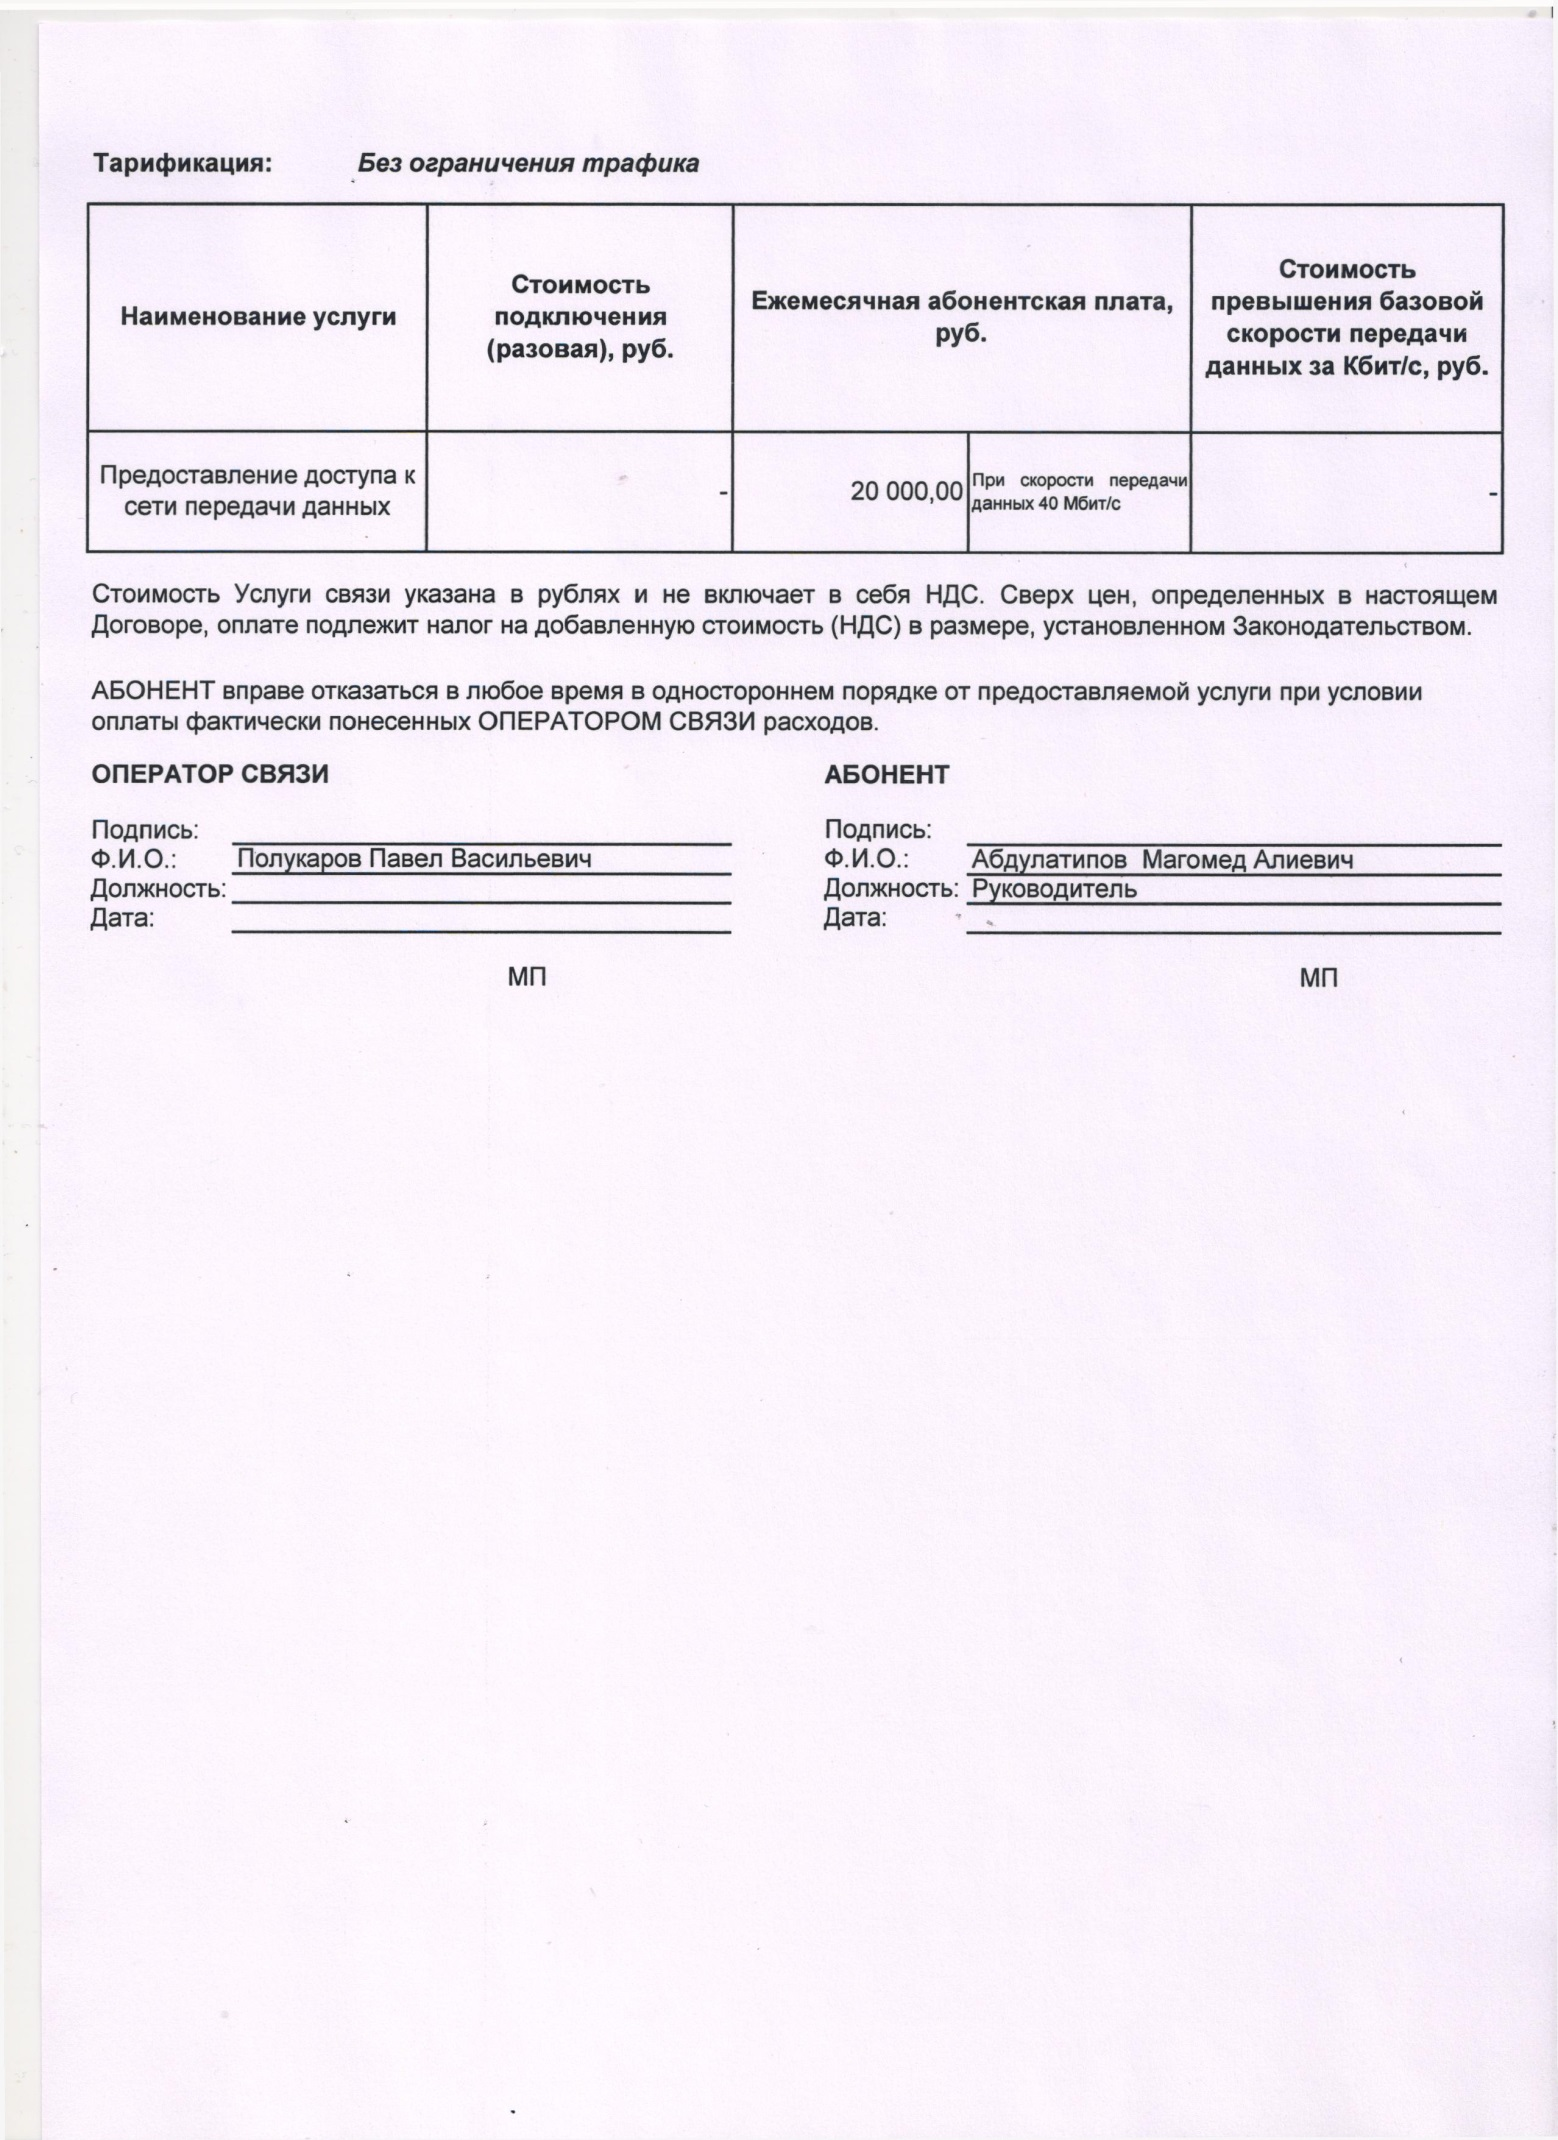 Тарификация: Без ограничения трафика
Наименование услуги
Стоимость
подключения
(разовая), руб.
Ежемесячная абонентская плата,
руб.
Стоимость
превышения базовой
скорости передачи
данных за Кбит/с, руб.
Предоставление доступа к
сети передачи данных
-
20 000,00
При скорости передачи
данных 40 Мбит/с
-
Стоимость Услуги связи указана в рублях и не включает в себя НДС. Сверх цен, определенных в настоящем
Договоре, оплате подлежит налог на добавленную стоимость (НДС) в размере, установленном Законодательством.
АБОНЕНТ вправе отказаться в любое время в одностороннем порядке от предоставляемой услуги при условии
оплаты фактически понесенных ОПЕРАТОРОМ СВЯЗИ расходов.
ОПЕРАТОР СВЯЗИ
Подпись:
Ф.И.О.: Полукаров Павел Васильевич
Должность:
Дата:
МП
АБОНЕНТ
Подпись:
Ф.И.О.: Абдулатипов Магомед Алиевич
Должность: Руководитель
Дата:
МП